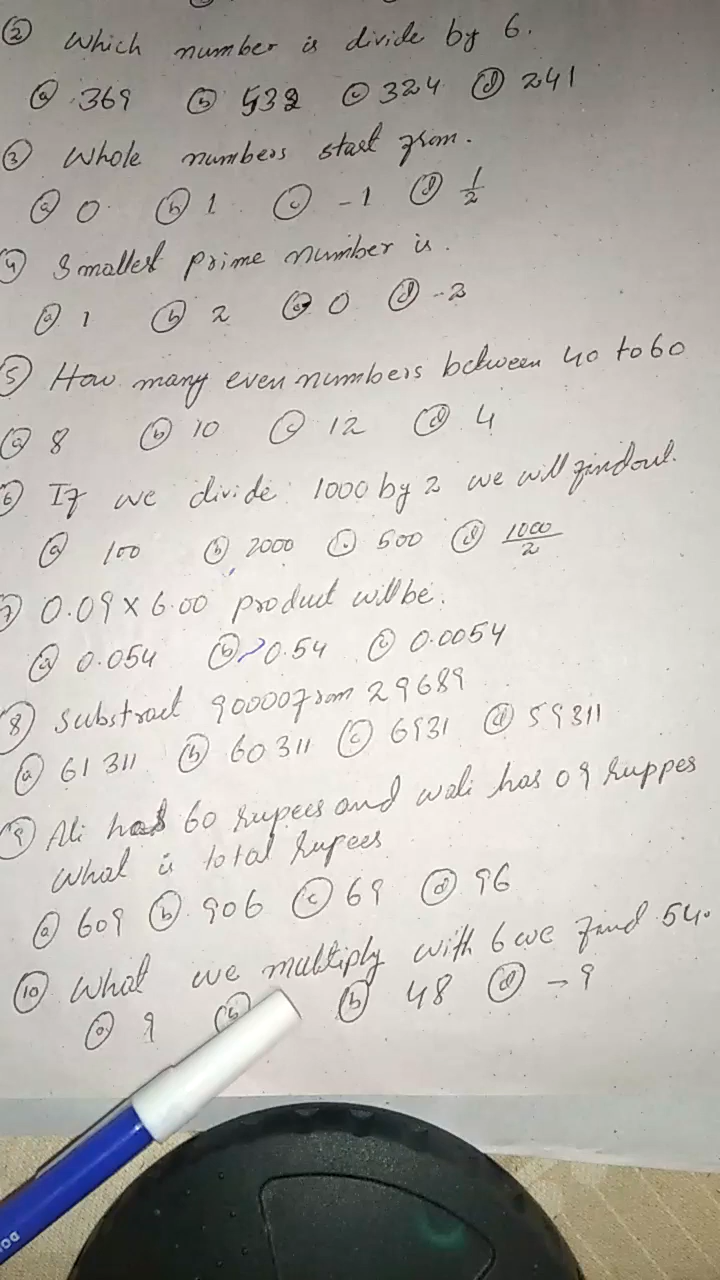 ② Which number is divide by 6.
ⓐ 369 ⓑ 532 ⓒ 324 ⓓ 241
③ Whole numbers start from.
ⓐ 0 ⓑ 1 ⓒ -1 ⓓ 1/2
④ Smallest prime number is.
ⓐ 1 ⓑ 2 ⓒ 0 ⓓ -2
⑤ How many even numbers between 40 to 60
ⓐ 8 ⓑ 10 ⓒ 12 ⓓ 4
⑥ If we divide 1000 by 2 we will findout.
ⓐ 100 ⓑ 2000 ⓒ 500 ⓓ 1000/2
⑦ 0.09 × 6.00 product will be.
ⓐ 0.054 ⓑ 0.54 ⓒ 0.0054
⑧ Substract 90000 from 29689
ⓐ 61311 ⓑ 60311 ⓒ 6931 ⓓ 59311
⑨ Ali has 60 rupees and wali has 09 ruppes
what is total rupees
ⓐ 609 ⓑ 906 ⓒ 69 ⓓ 96
⑩ What we multiply with 6 we find 54.
ⓐ 9 ⓑ ⓑ 48 ⓓ -9